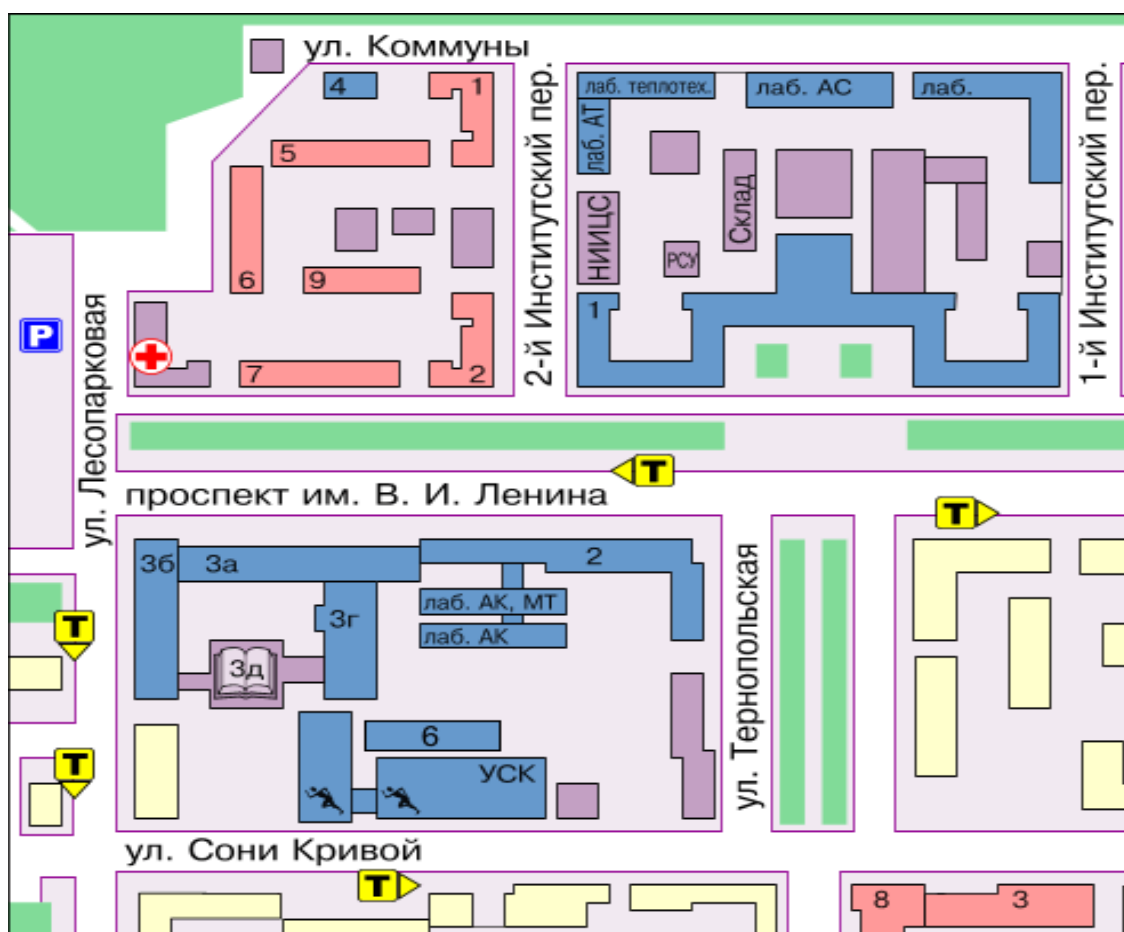 ул. Коммуны
4
1
5
6
9
7
2
2-й Институтский пер.
лаб. теплотех.
лаб. АС
лаб.
лаб. АТ
НИИЦС
РСУ
Склад
1
1-й Институтский пер.
P
ул. Лесопарковая
T
проспект им. В. И. Ленина
T
3б
3а
2
3г
лаб. АК, МТ
лаб. АК
3д
6
УСК
ул. Тернопольская
T
T
ул. Сони Кривой
T
8
3